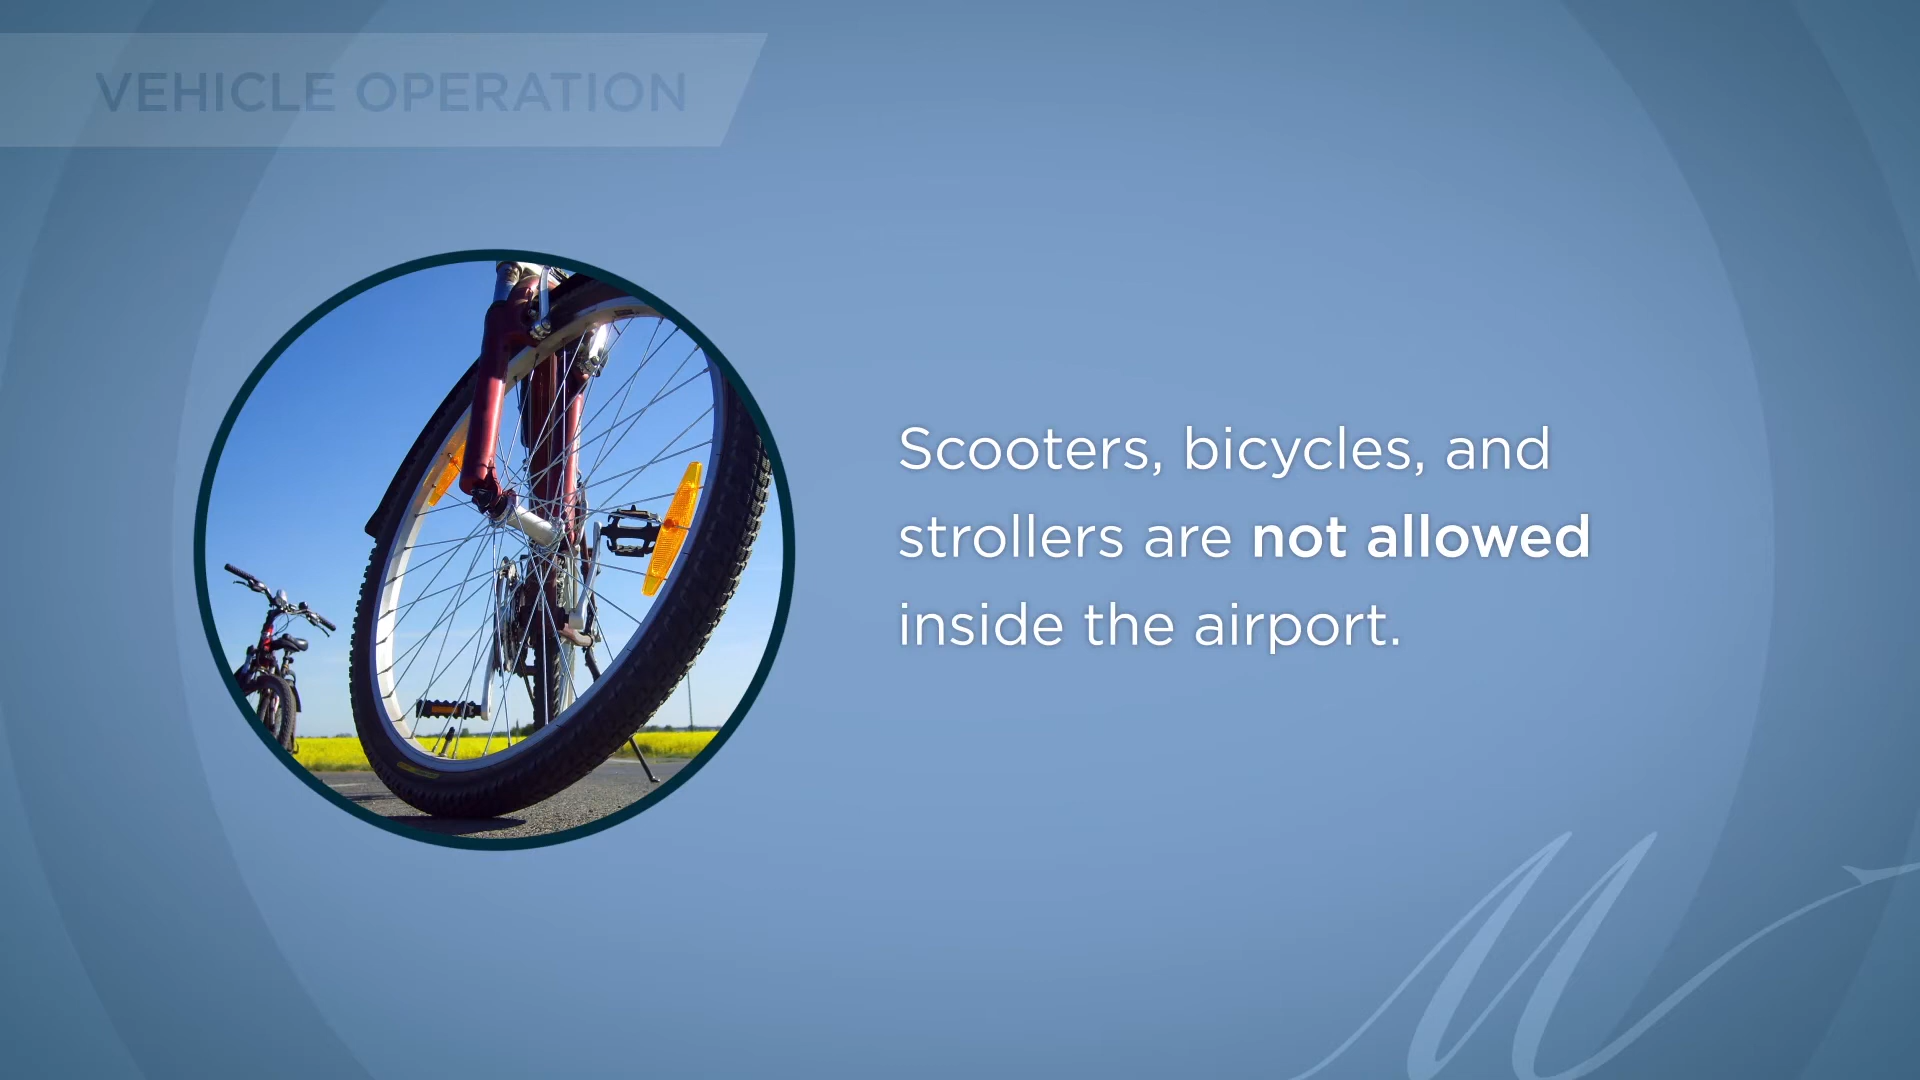 VEHICLE OPERATION
Scooters, bicycles, and
strollers are not allowed
inside the airport.